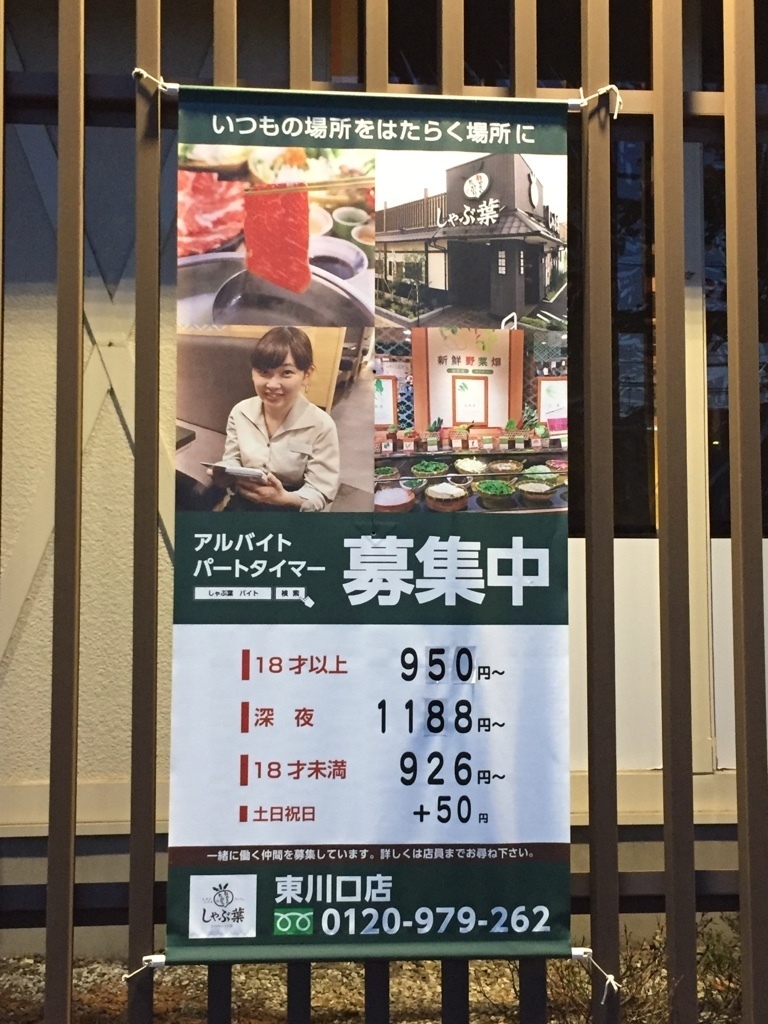 いつもの場所をはたらく場所に
しゃぶ葉
新鮮野菜畑
アルバイト
パートタイマー
募集中
しゃぶ葉 バイト 検索
18才以上 950円～
深夜 1188円～
18才未満 926円～
土日祝日 +50円
一緒に働く仲間を募集しています。詳しくは店員までお尋ね下さい。
しゃぶ葉
東川口店
0120-979-262